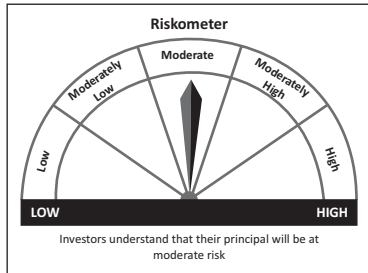 Riskometer
Moderate
Moderately
Low
Moderately
High
Low
High
LOW
HIGH
Investors understand that their principal will be at
moderate risk